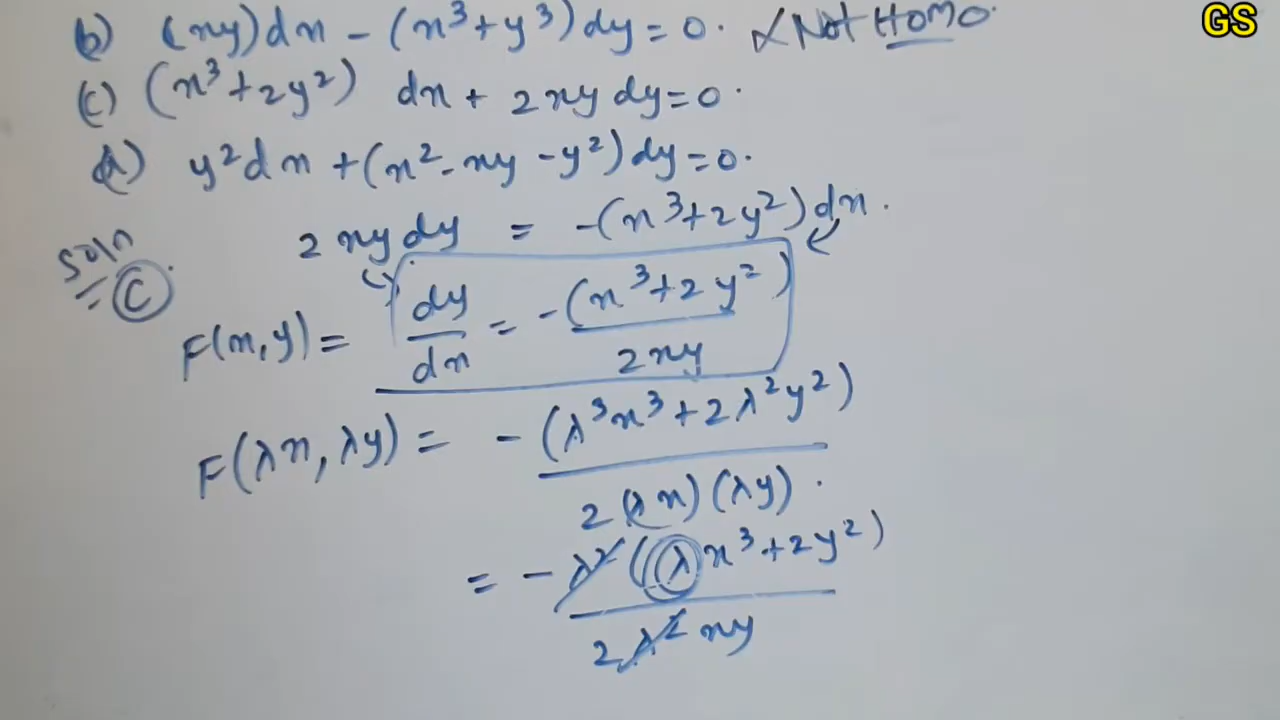 GS
b) (xy)dx - (x³+y³)dy = 0. Not Homo.
(c) (x³+2y²) dx + 2xy dy = 0.
d) y²dx + (x² - xy - y²)dy = 0.
2xy dy = -(x³+2y²)dx.
Soln
(C)
F(x,y) = dy/dx = -(x³+2y²)/2xy
F(λx, λy) = -(λ³x³+2λ²y²)/2(λx)(λy).
= -λ²(λx³+2y²)/2λ²xy